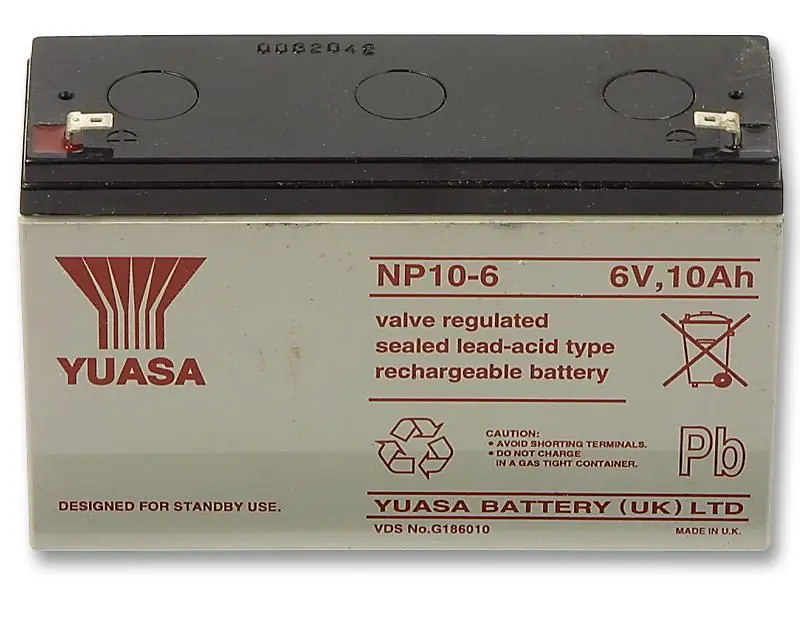 0082042
YUASA
NP10-6 6V,10Ah
valve regulated
sealed lead-acid type
rechargeable battery
CAUTION:
• AVOID SHORTING TERMINALS.
• DO NOT CHARGE
IN A GAS TIGHT CONTAINER.
Pb
DESIGNED FOR STANDBY USE.
YUASA BATTERY (UK) LTD
VDS No.G186010
MADE IN U.K.